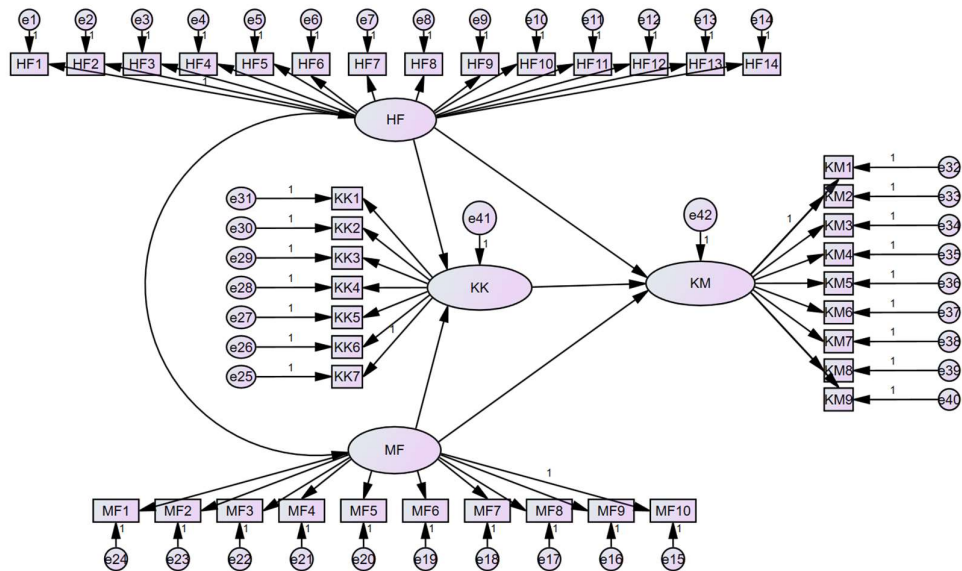 e1 e2 e3 e4 e5 e6 e7 e8 e9 e10 e11 e12 e13 e14
1 1 1 1 1 1 1 1 1 1 1 1 1 1
HF1 HF2 HF3 HF4 HF5 HF6 HF7 HF8 HF9 HF10 HF11 HF12 HF13 HF14
1
HF
KM1 1 e32
e31 1 KK1
KM2 1 e33
e41 e42
1
e30 1 KK2
KM3 1 e34
1 1
e29 1 KK3
KM4 1 e35
KK KM
e28 1 KK4
KM5 1 e36
e27 1 KK5
KM6 1 e37
1
e26 1 KK6
KM7 1 e38
e25 1 KK7
KM8 1 e39
KM9 1 e40
MF
1
MF1 MF2 MF3 MF4 MF5 MF6 MF7 MF8 MF9 MF10
1 1 1 1 1 1 1 1 1 1
e24 e23 e22 e21 e20 e19 e18 e17 e16 e15